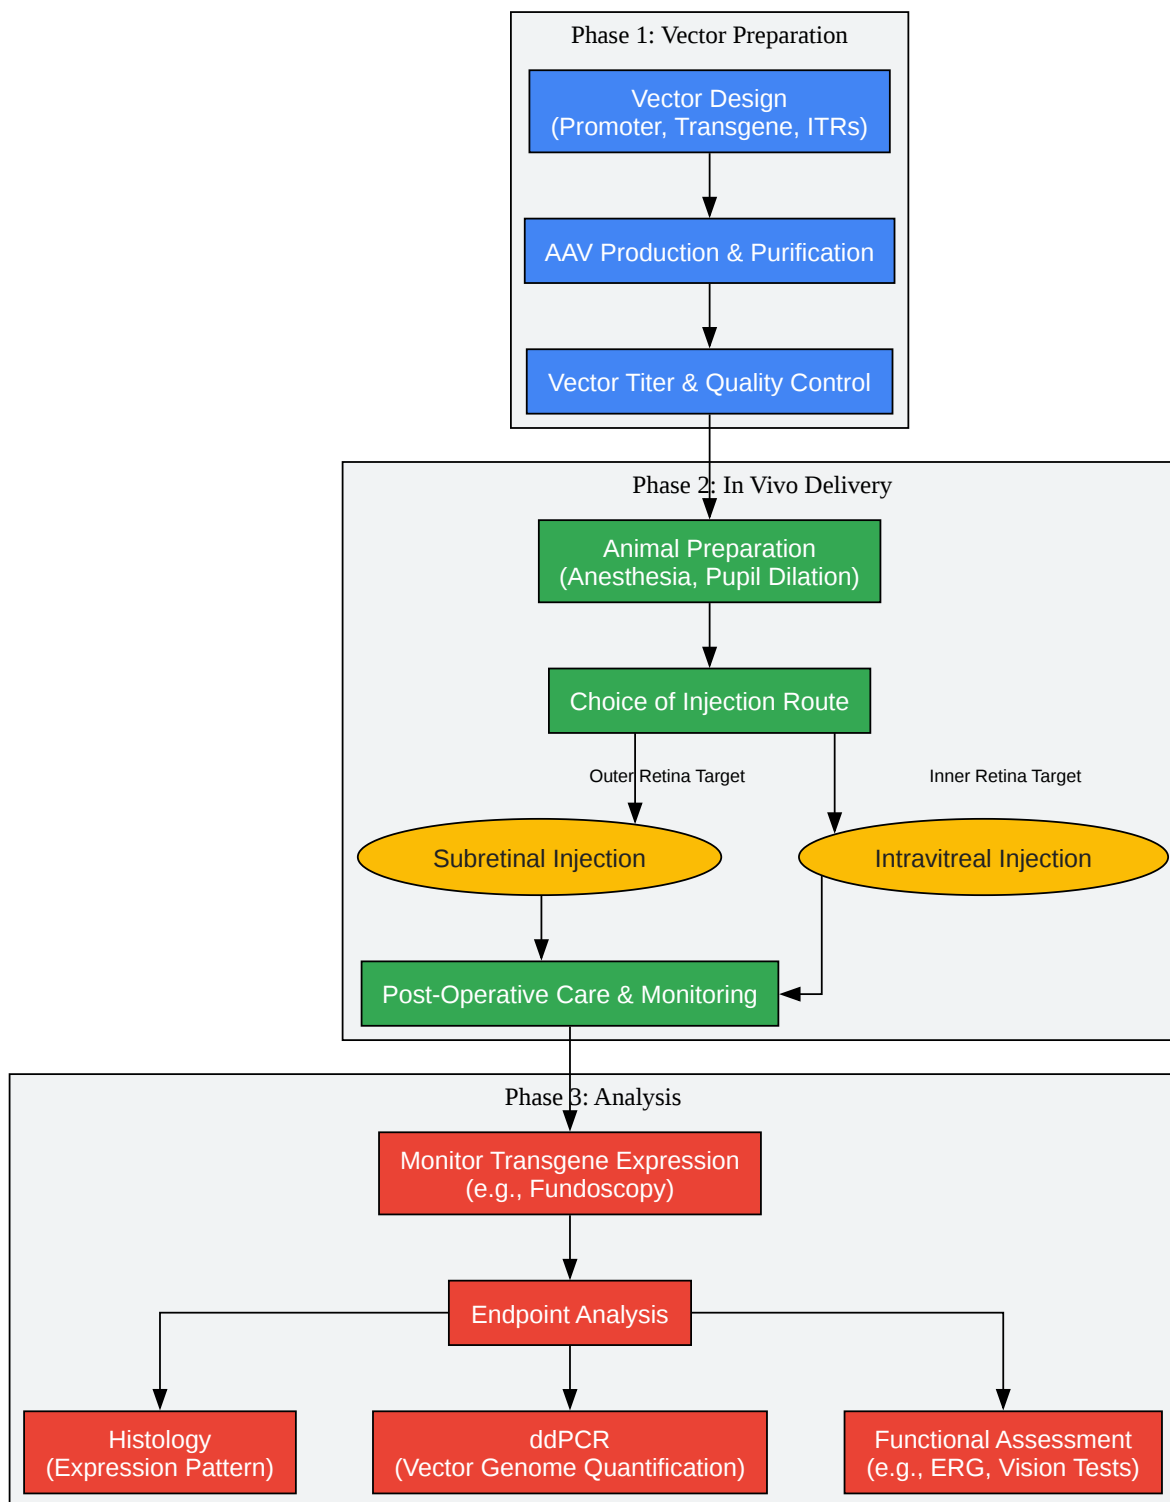 Phase 1: Vector Preparation
Vector Design
(Promoter, Transgene, ITRs)
AAV Production & Purification
Vector Titer & Quality Control
Phase 2: In Vivo Delivery
Animal Preparation
(Anesthesia, Pupil Dilation)
Choice of Injection Route
Outer Retina Target
Inner Retina Target
Subretinal Injection
Intravitreal Injection
Post-Operative Care & Monitoring
Phase 3: Analysis
Monitor Transgene Expression
(e.g., Fundoscopy)
Endpoint Analysis
Histology
(Expression Pattern)
ddPCR
(Vector Genome Quantification)
Functional Assessment
(e.g., ERG, Vision Tests)